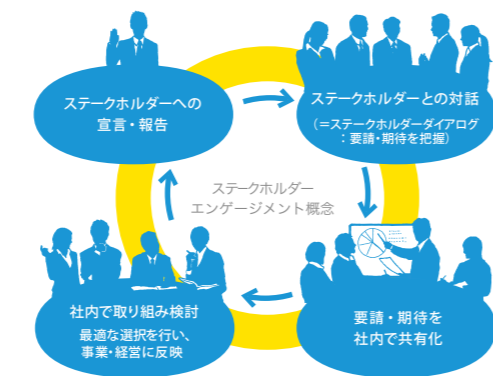 ステークホルダーへの
宣言・報告
ステークホルダーとの対話
(=ステークホルダーダイアログ
:要請・期待を把握)
ステークホルダー
エンゲージメント概念
社内で取り組み検討
最適な選択を行い、
事業・経営に反映
要請・期待を
社内で共有化